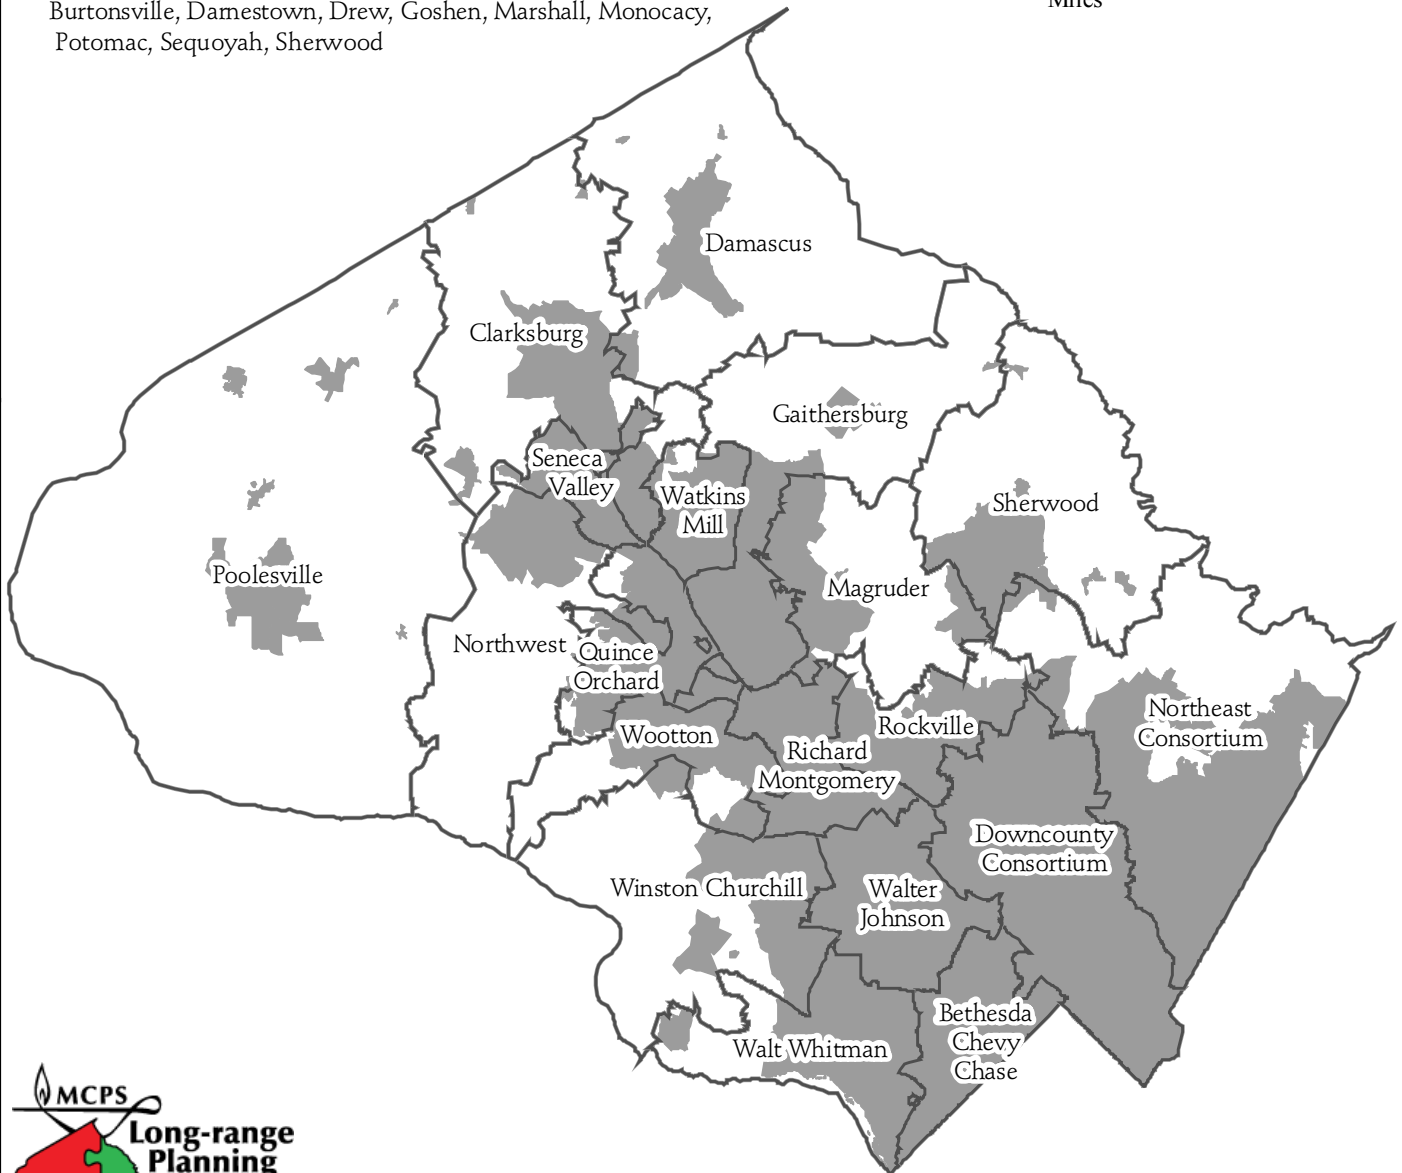 Burtonsville, Darnestown, Drew, Goshen, Marshall, Monocacy,
Potomac, Sequoyah, Sherwood
Miles
Damascus
Clarksburg
Gaithersburg
Seneca
Valley
Watkins
Mill
Sherwood
Poolesville
Magruder
Northwest
Quince
Orchard
Northeast
Consortium
Wootton
Rockville
Richard
Montgomery
Downcounty
Consortium
Winston Churchill
Walter
Johnson
Bethesda
Chevy
Chase
Walt Whitman
MCPS
Long-range
Planning